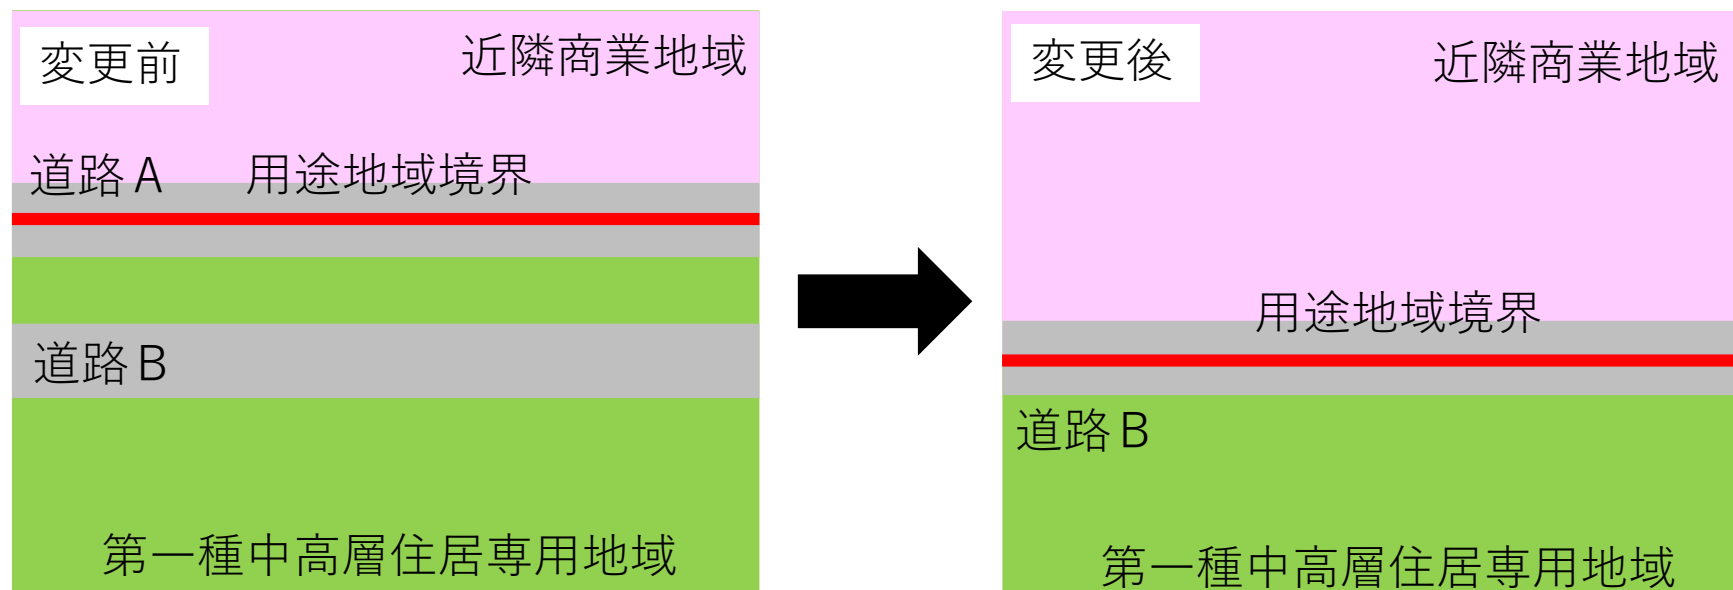 変更前
近隣商業地域
道路A
用途地域境界
道路B
第一種中高層住居専用地域
変更後
近隣商業地域
用途地域境界
道路B
第一種中高層住居専用地域